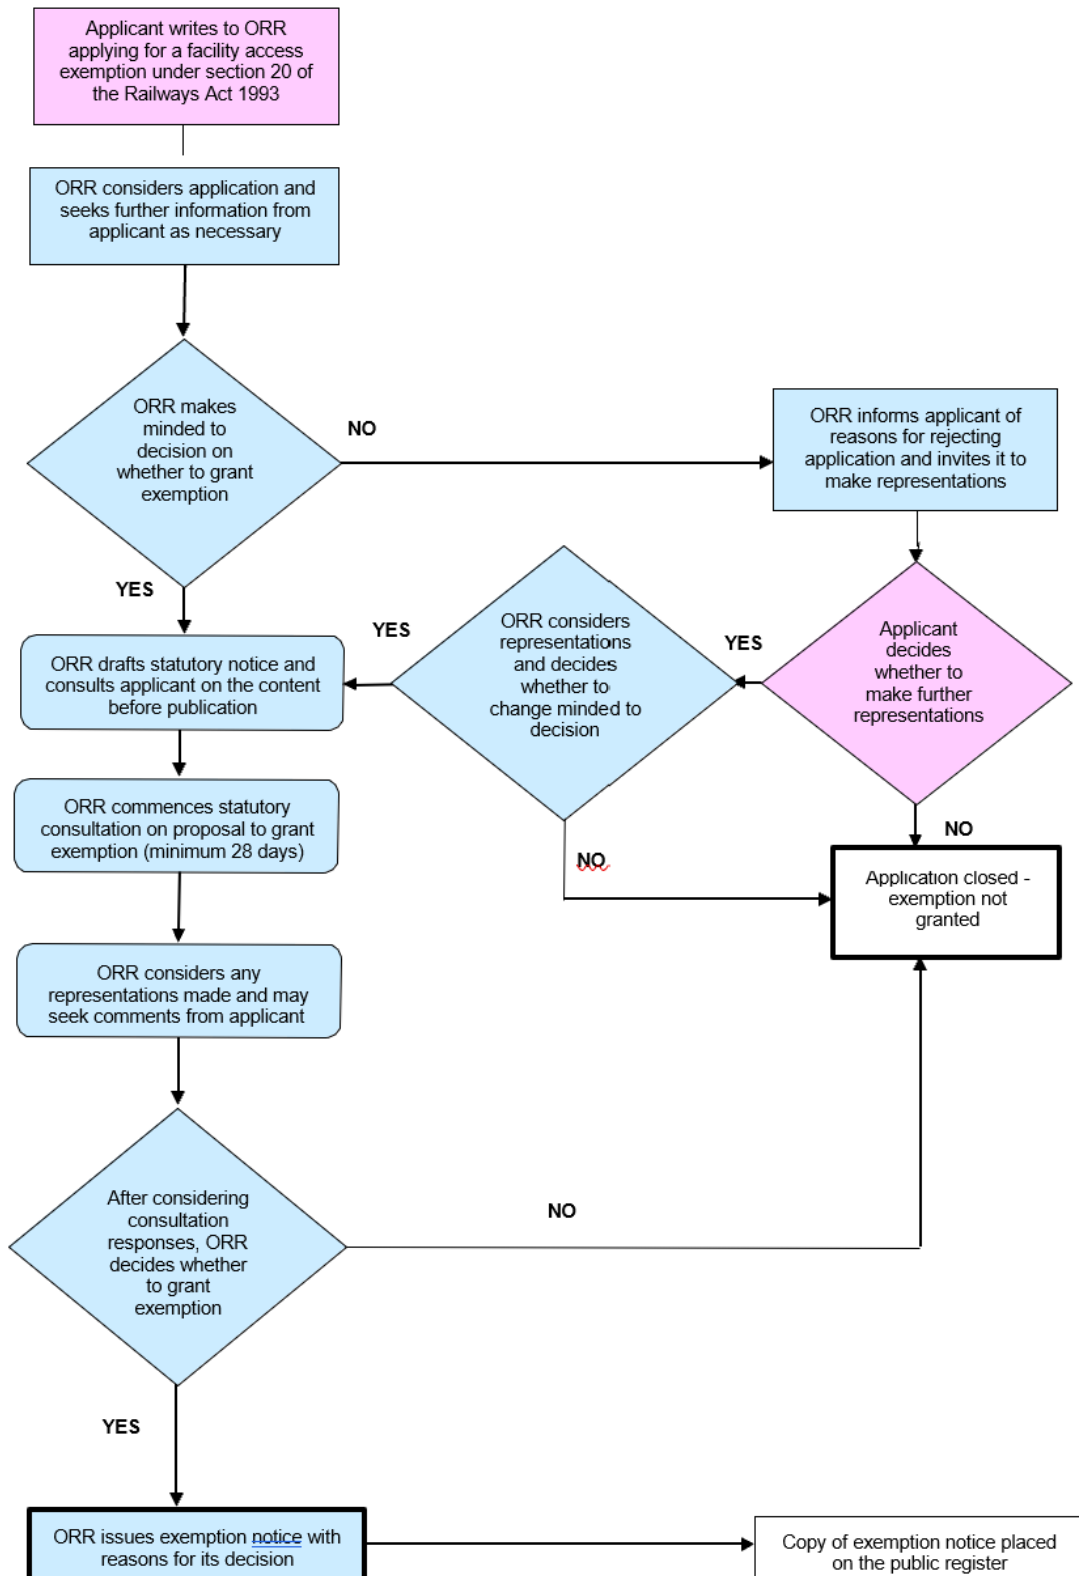 Applicant writes to ORR
applying for a facility access
exemption under section 20 of
the Railways Act 1993
ORR considers application and
seeks further information from
applicant as necessary
ORR makes
minded to
decision on
whether to grant
exemption
NO
ORR informs applicant of
reasons for rejecting
application and invites it to
make representations
YES
Applicant
decides
whether to
make further
representations
YES
ORR considers
representations
and decides
whether to
change minded to
decision
YES
ORR drafts statutory notice and
consults applicant on the content
before publication
NO
NO
Application closed -
exemption not
granted
ORR commences statutory
consultation on proposal to grant
exemption (minimum 28 days)
ORR considers any
representations made and may
seek comments from applicant
After considering
consultation
responses, ORR
decides whether
to grant
exemption
NO
YES
ORR issues exemption notice with
reasons for its decision
Copy of exemption notice placed
on the public register